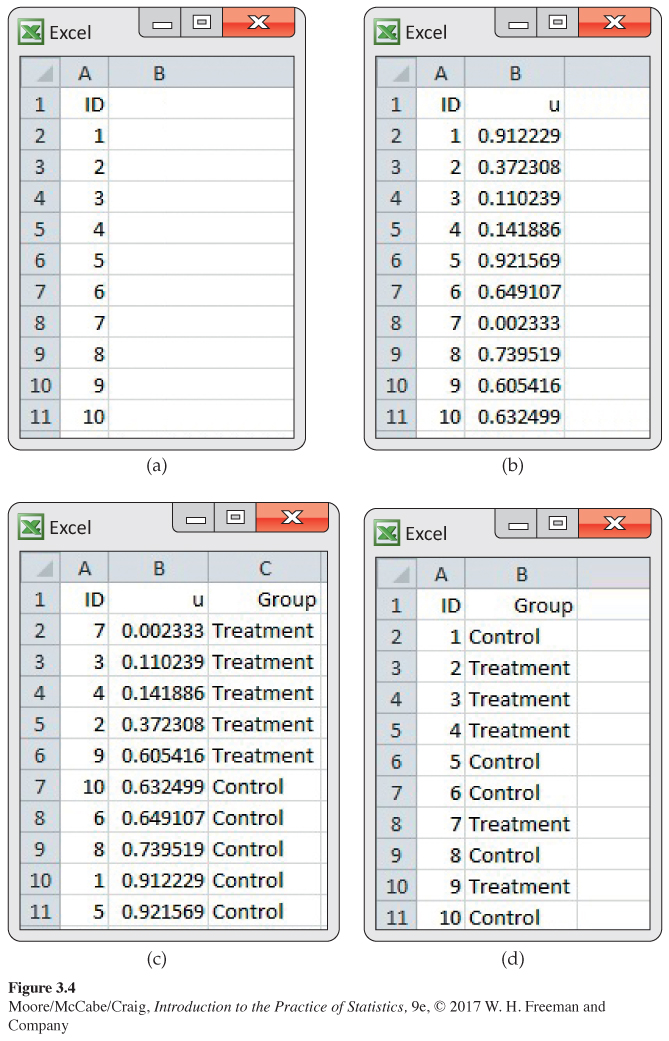 Excel
A B
1 ID
2 1
3 2
4 3
5 4
6 5
7 6
8 7
9 8
10 9
11 10
(a)
Excel
A B
1 ID u
2 1 0.912229
3 2 0.372308
4 3 0.110239
5 4 0.141886
6 5 0.921569
7 6 0.649107
8 7 0.002333
9 8 0.739519
10 9 0.605416
11 10 0.632499
(b)
Excel
A B C
1 ID u Group
2 7 0.002333 Treatment
3 3 0.110239 Treatment
4 4 0.141886 Treatment
5 2 0.372308 Treatment
6 9 0.605416 Treatment
7 10 0.632499 Control
8 6 0.649107 Control
9 8 0.739519 Control
10 1 0.912229 Control
11 5 0.921569 Control
(c)
Excel
A B
1 ID Group
2 1 Control
3 2 Treatment
4 3 Treatment
5 4 Treatment
6 5 Control
7 6 Control
8 7 Treatment
9 8 Control
10 9 Treatment
11 10 Control
(d)
Figure 3.4
Moore/McCabe/Craig, Introduction to the Practice of Statistics, 9e, © 2017 W. H. Freeman and
Company